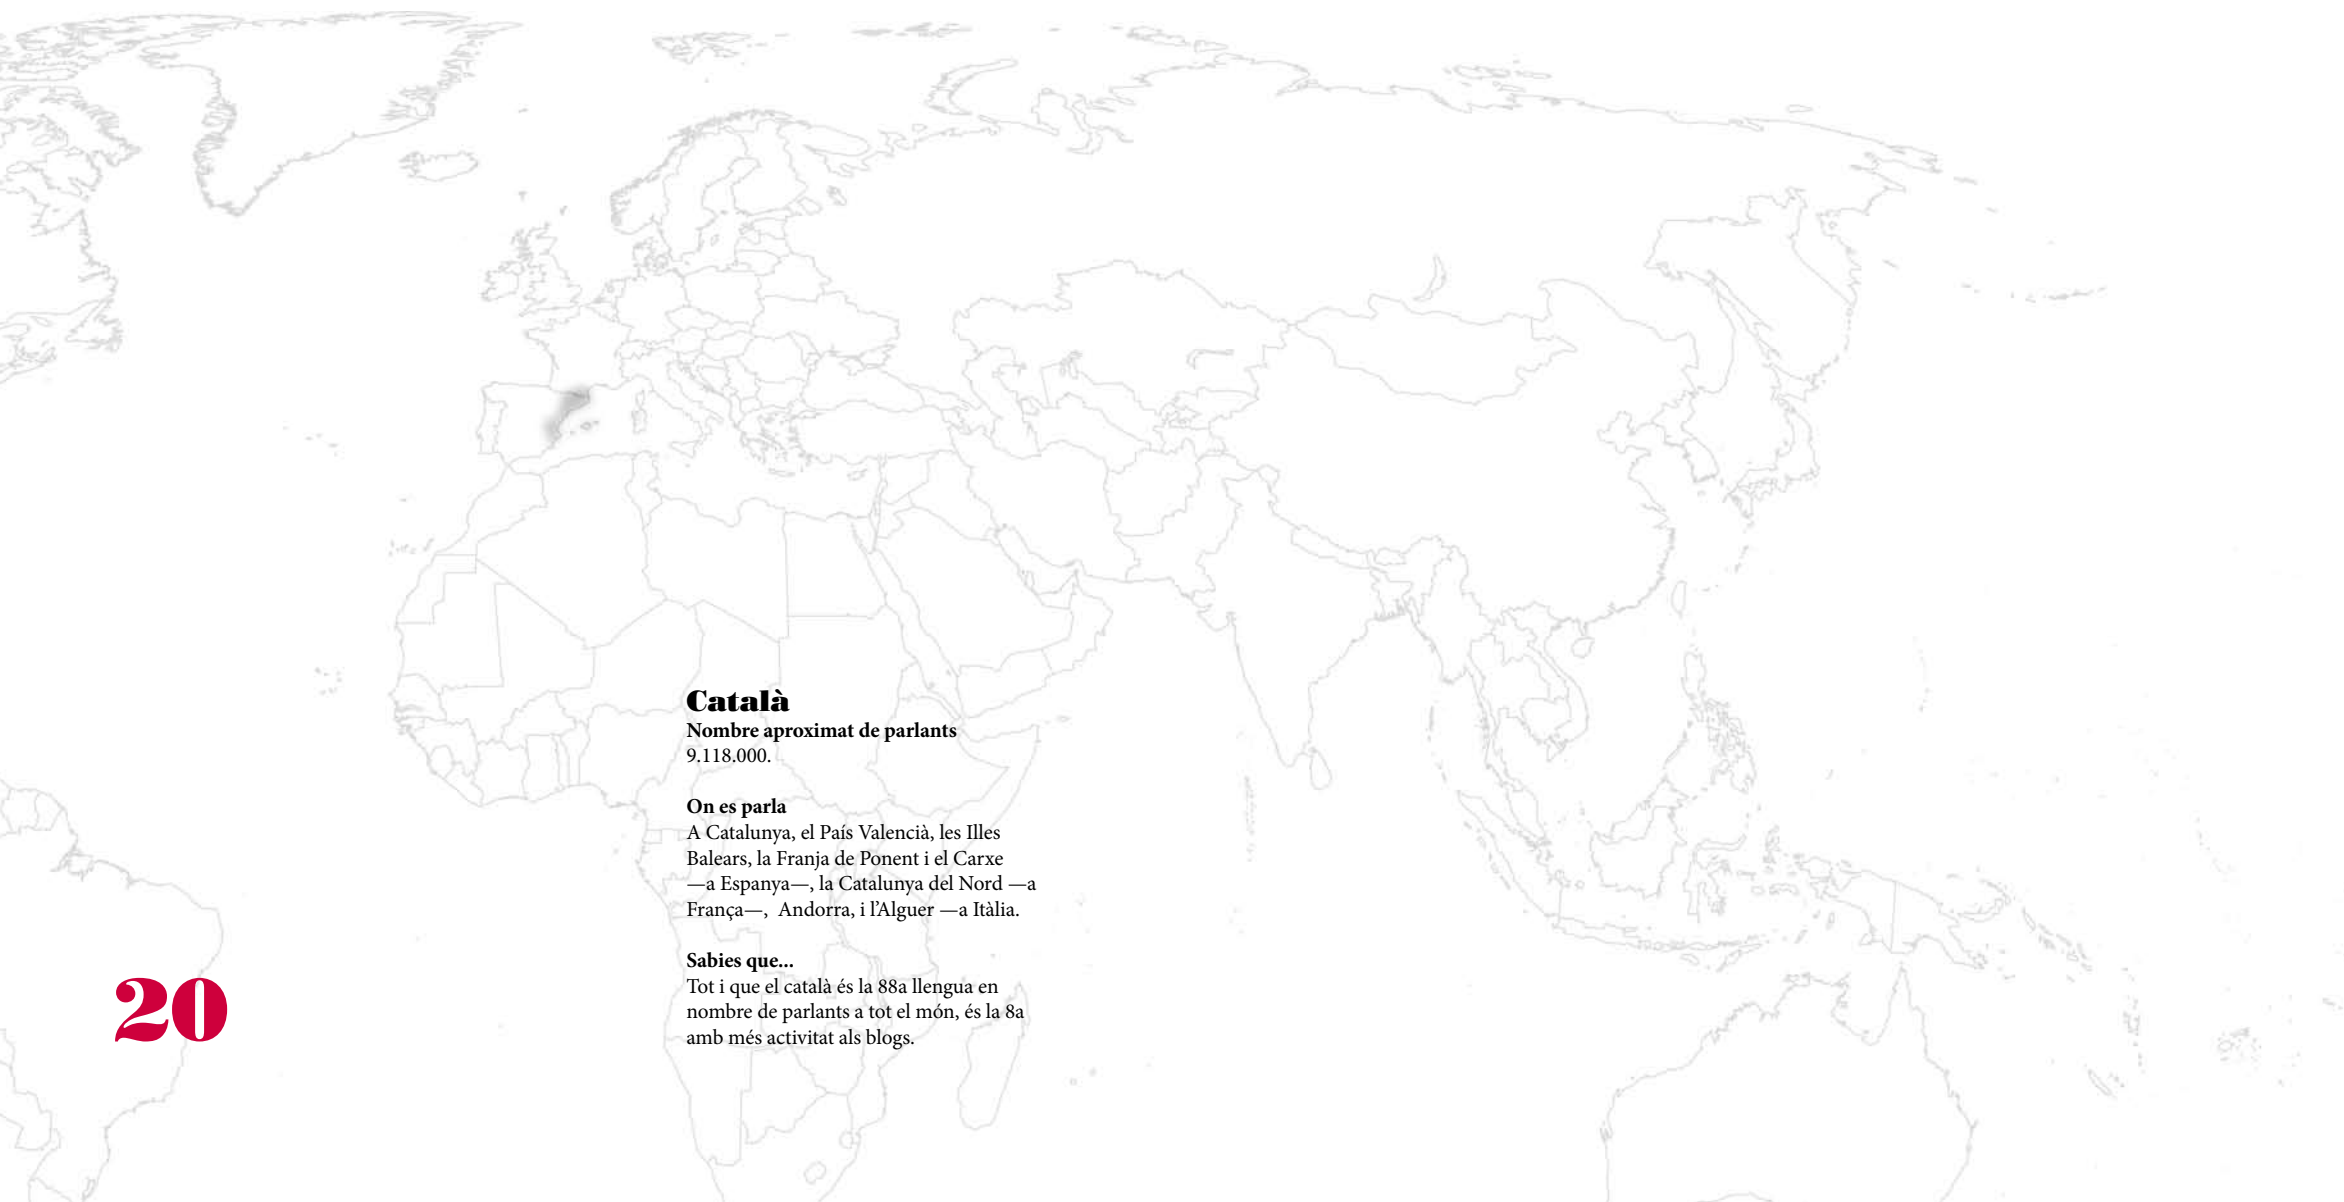 Català
Nombre aproximat de parlants
9.118.000.
On es parla
A Catalunya, el País Valencià, les Illes
Balears, la Franja de Ponent i el Carxe
—a Espanya—, la Catalunya del Nord —a
França—,  Andorra, i l’Alguer —a Itàlia.
Sabies que...
Tot i que el català és la 88a llengua en
nombre de parlants a tot el món, és la 8a
amb més activitat als blogs.
20